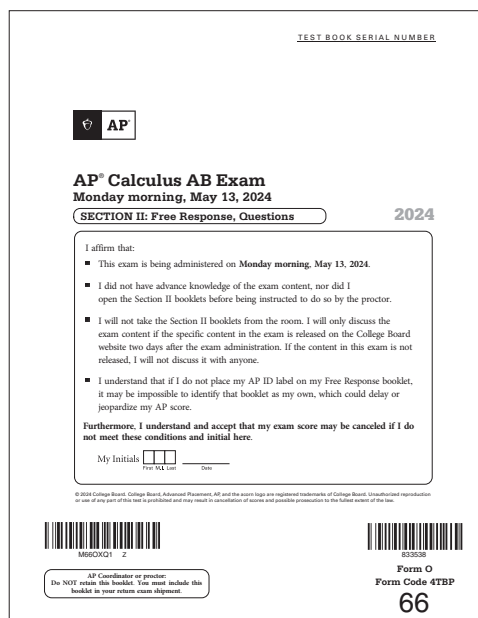 TEST BOOK SERIAL NUMBER
AP®
AP® Calculus AB Exam
Monday morning, May 13, 2024
SECTION II: Free Response, Questions
2024
I affirm that:
■ This exam is being administered on Monday morning, May 13, 2024.
■ I did not have advance knowledge of the exam content, nor did I
open the Section II booklets before being instructed to do so by the proctor.
■ I will not take the Section II booklets from the room. I will only discuss the
exam content if the specific content in the exam is released on the College Board
website two days after the exam administration. If the content in this exam is not
released, I will not discuss it with anyone.
■ I understand that if I do not place my AP ID label on my Free Response booklet,
it may be impossible to identify that booklet as my own, which could delay or
jeopardize my AP score.
Furthermore, I understand and accept that my exam score may be canceled if I do
not meet these conditions and initial here.
My Initials
First M.I. Last Date
© 2024 College Board. College Board, Advanced Placement, AP, and the acorn logo are registered trademarks of College Board. Unauthorized reproduction
or use of any part of this test is prohibited and may result in cancellation of scores and possible prosecution to the fullest extent of the law.
M66OXQ1 Z
833538
AP Coordinator or proctor:
Do NOT retain this booklet. You must include this
booklet in your return exam shipment.
Form O
Form Code 4TBP
66